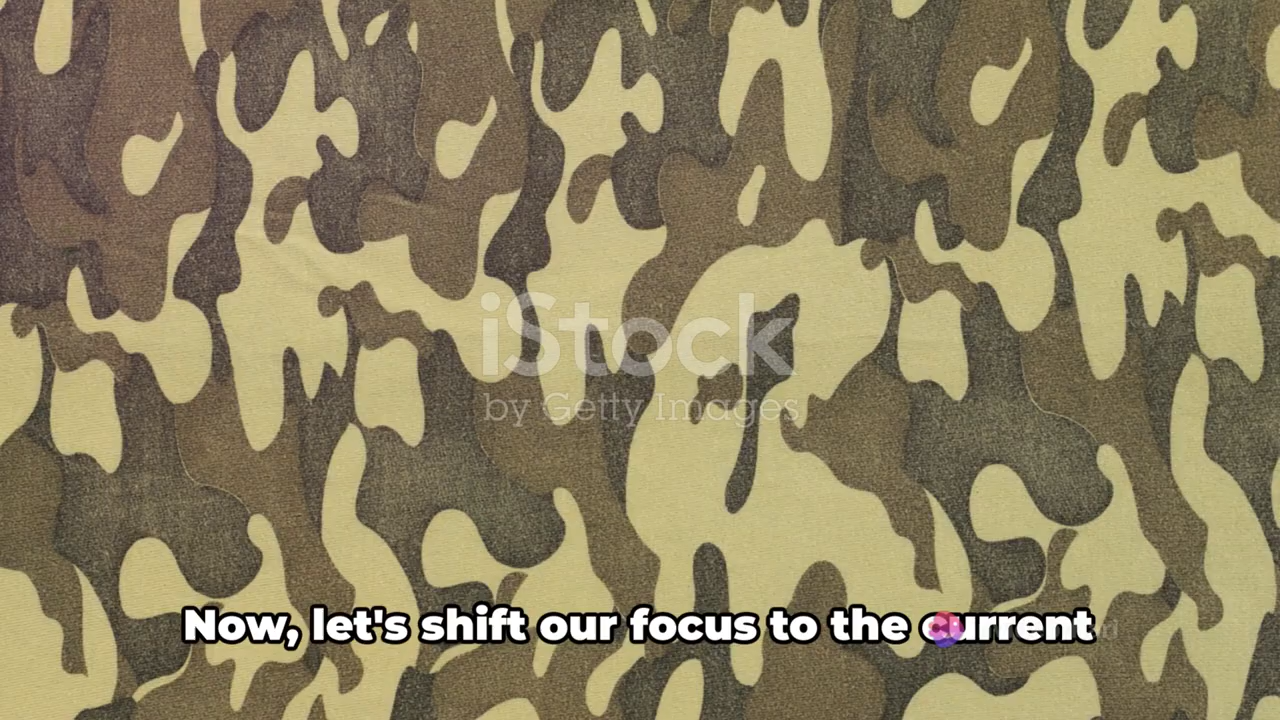 iStock
by Getty Images
Now, let's shift our focus to the current